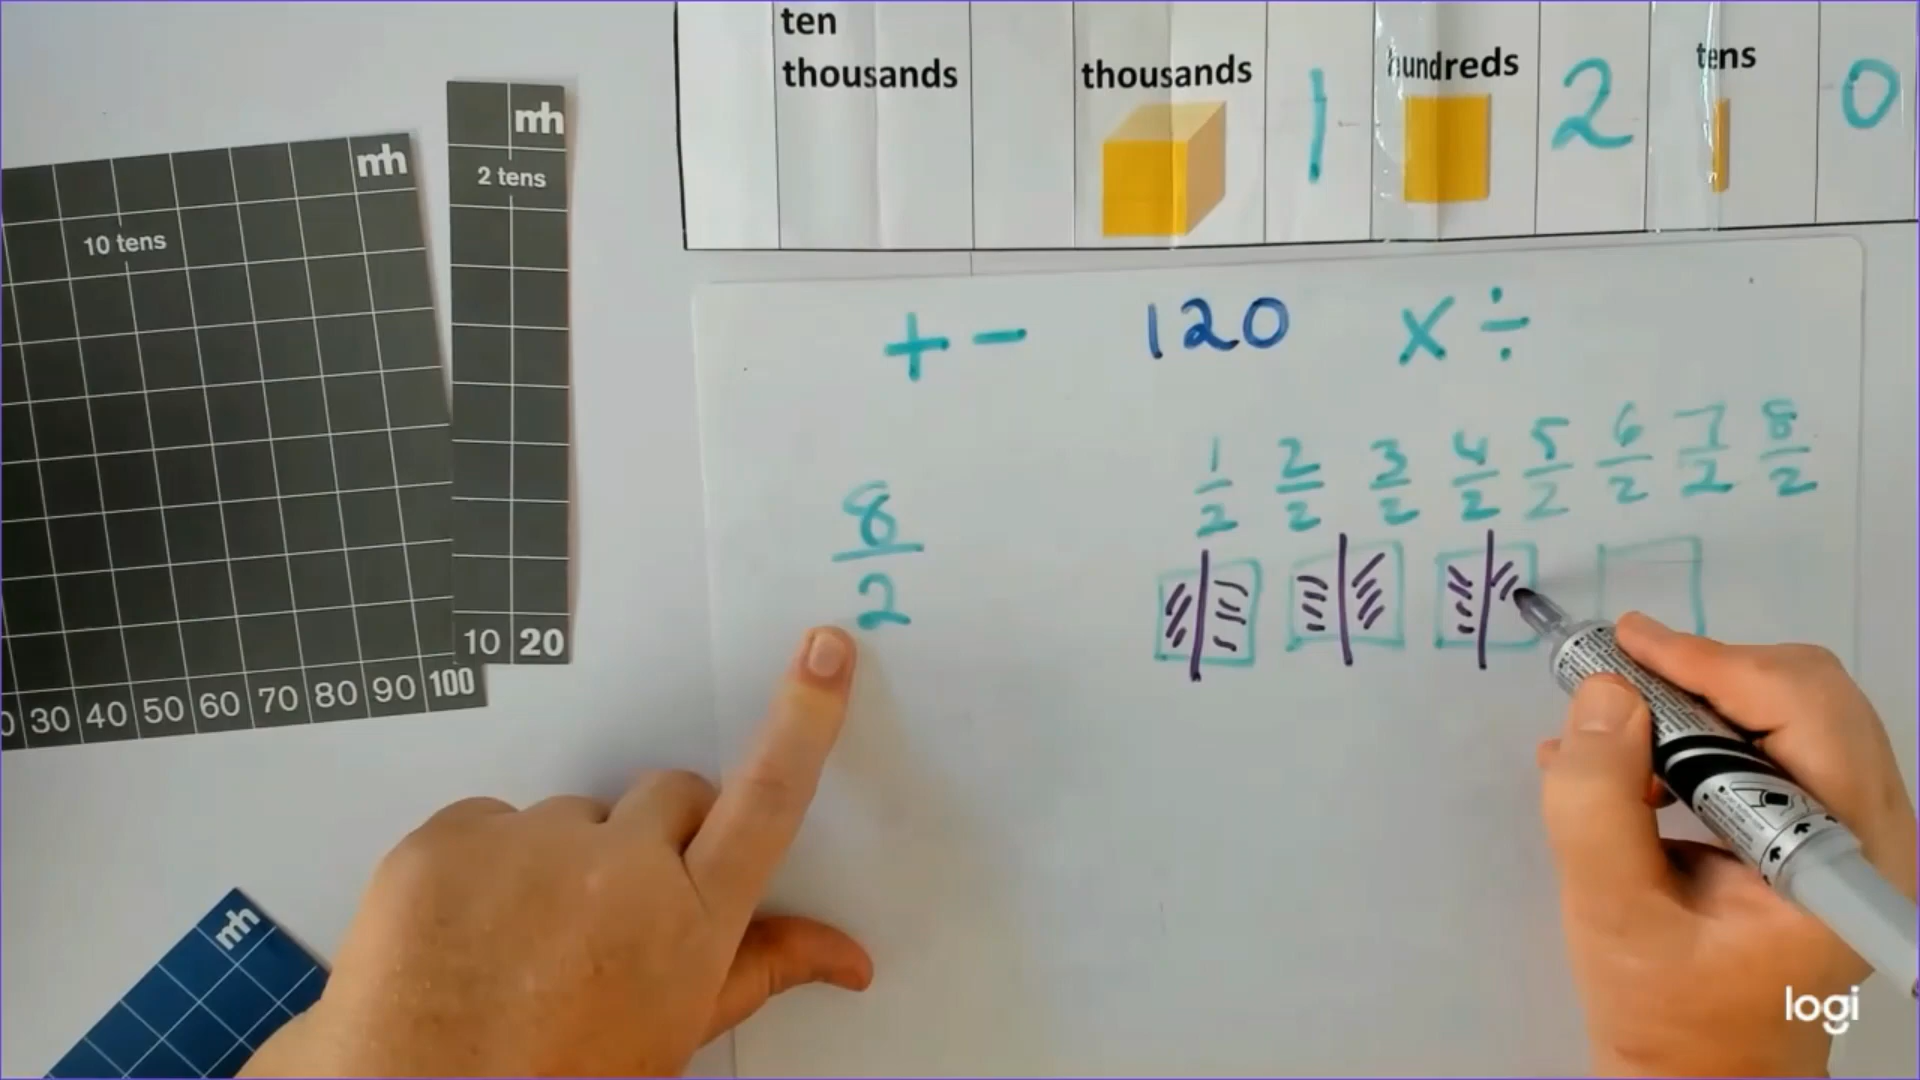 ten
thousands
thousands 1 hundreds 2 tens 0
mh
2 tens
10 20
mh
10 tens
0 30 40 50 60 70 80 90 100
+ - 120 x ÷
8
2
1 2 3 4 5 6 7 8
2 2 2 2 2 2 2 2
mh
logi